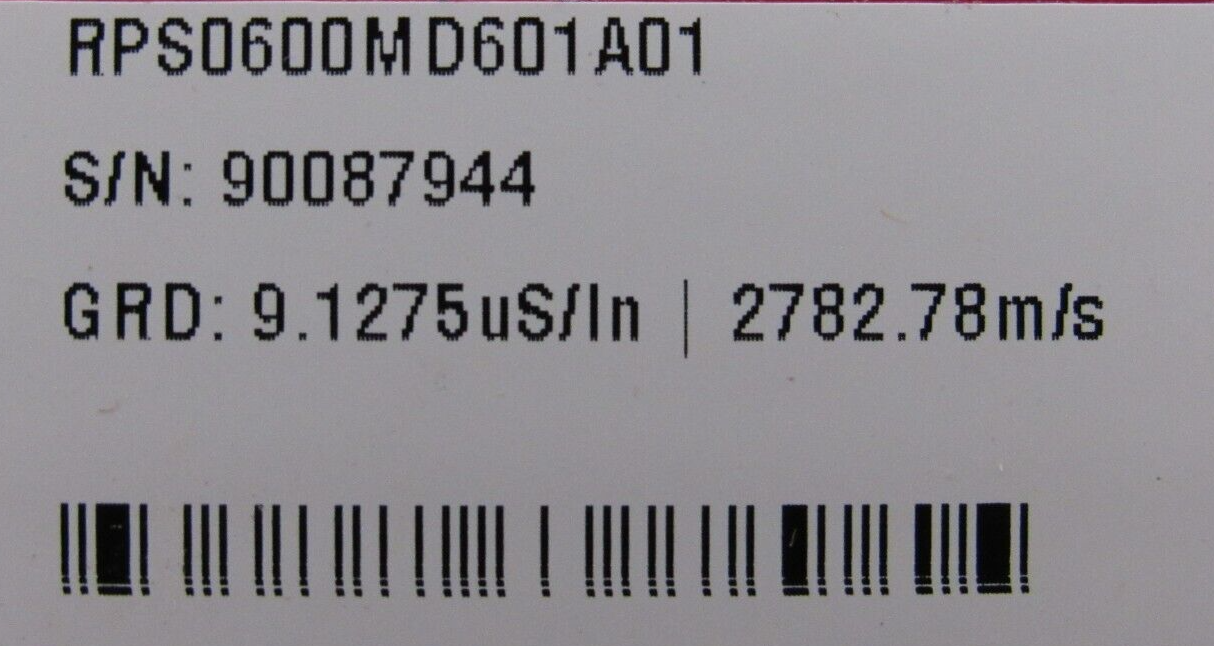 RPS0600MD601A01
S/N: 90087944
GRD: 9.1275uS/In | 2782.78m/s